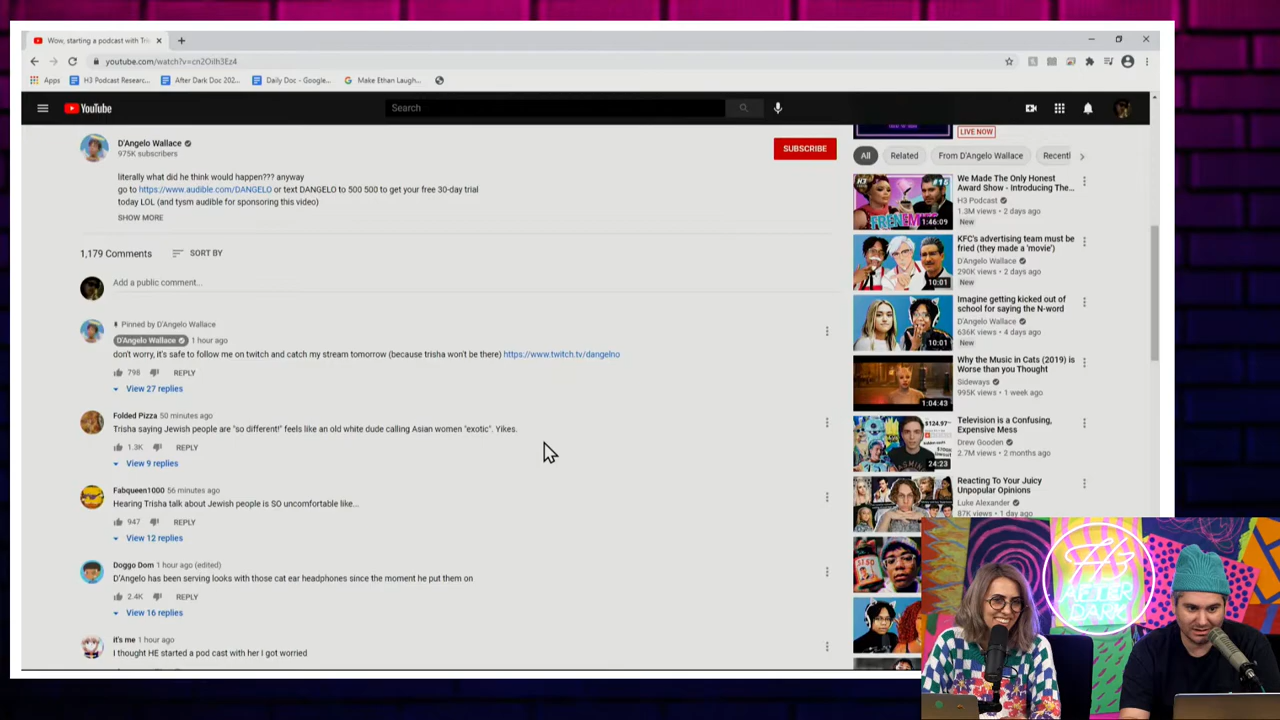 Wow, starting a podcast with Tri
youtube.com/watch?v=cn2OiIh3Ez4
Apps
H3 Podcast Researc...
After Dark Doc 202...
Daily Doc - Google...
Make Ethan Laugh...
YouTube
Search
D'Angelo Wallace
975K subscribers
SUBSCRIBE
literally what did he think would happen??? anyway
go to https://www.audible.com/DANGELO or text DANGELO to 500 500 to get your free 30-day trial
today LOL (and tysm audible for sponsoring this video)
SHOW MORE
1,179 Comments
SORT BY
Add a public comment...
Pinned by D'Angelo Wallace
D'Angelo Wallace 1 hour ago
don't worry, it's safe to follow me on twitch and catch my stream tomorrow (because trisha won't be there) https://www.twitch.tv/dangelno
798 REPLY
View 27 replies
Folded Pizza 50 minutes ago
Trisha saying Jewish people are "so different!" feels like an old white dude calling Asian women "exotic". Yikes.
1.3K REPLY
View 9 replies
Fabqueen1000 56 minutes ago
Hearing Trisha talk about Jewish people is SO uncomfortable like...
947 REPLY
View 12 replies
Doggo Dom 1 hour ago (edited)
D'Angelo has been serving looks with those cat ear headphones since the moment he put them on
2.4K REPLY
View 16 replies
it's me 1 hour ago
I thought HE started a pod cast with her i got worried
LIVE NOW
All
Related
From D'Angelo Wallace
Recentl
H3
#15
FRENEMIES
1:46:09
We Made The Only Honest
Award Show - Introducing The...
H3 Podcast
1.3M views • 2 days ago
New
10:01
KFC's advertising team must be
fried (they made a 'movie')
D'Angelo Wallace
290K views • 2 days ago
New
10:01
Imagine getting kicked out of
school for saying the N-word
D'Angelo Wallace
636K views • 4 days ago
New
1:04:43
Why the Music in Cats (2019) is
Worse than you Thought
Sideways
995K views • 1 week ago
$124.97
24:23
Television is a Confusing,
Expensive Mess
Drew Gooden
2.7M views • 2 months ago
Reacting To Your Juicy
Unpopular Opinions
Luke Alexander
87K views • 1 day ago
$1.50
H3
AFTER
DARK